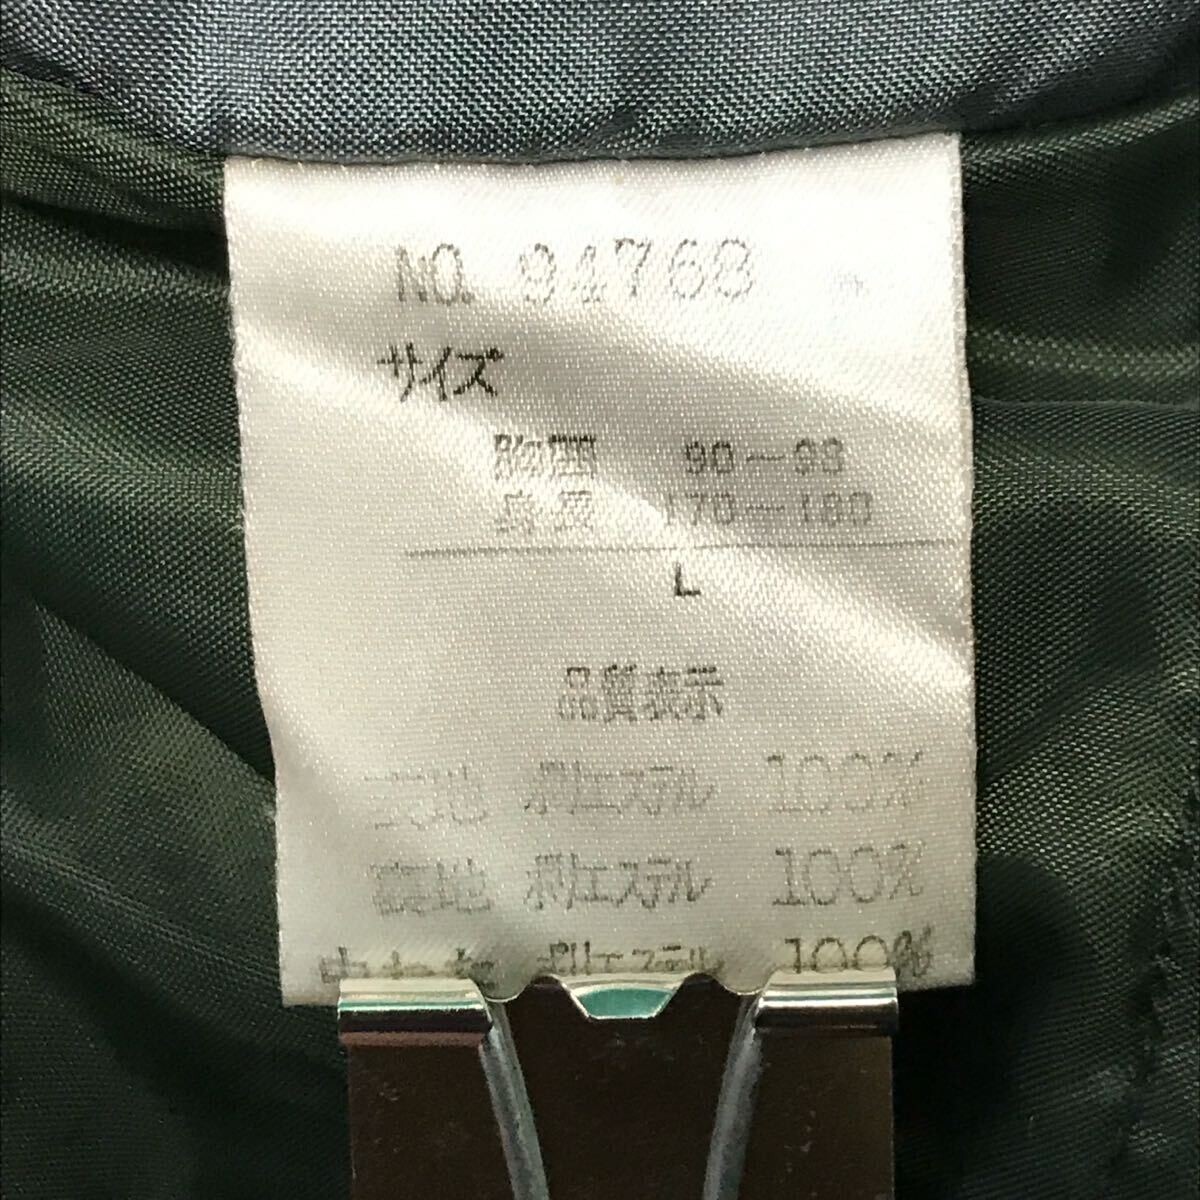 NO. 94768
サイズ
胸囲 90〜98
身長 170〜180
L
品質表示
表地 ポリエステル 100%
裏地 ポリエステル 100%
中わた ポリエステル 100%